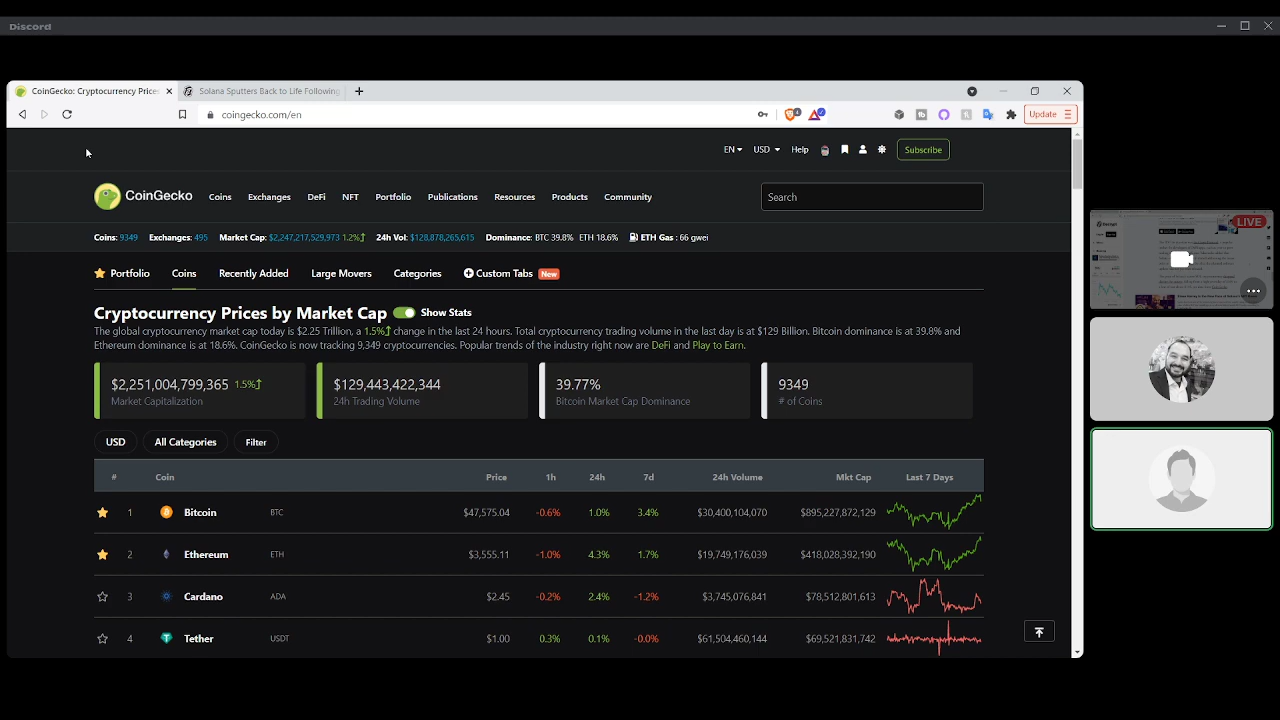 Discord
CoinGecko: Cryptocurrency Prices
Solana Sputters Back to Life Following
coingecko.com/en
Update
EN
USD
Help
Subscribe
CoinGecko
Coins
Exchanges
DeFi
NFT
Portfolio
Publications
Resources
Products
Community
Search
Coins: 9349 Exchanges: 495 Market Cap: $2,247,217,529,973 1.2% 24h Vol: $128,878,265,615 Dominance: BTC 39.8% ETH 18.6% ETH Gas : 66 gwei
LIVE
Portfolio
Coins
Recently Added
Large Movers
Categories
Custom Tabs New
Cryptocurrency Prices by Market Cap Show Stats
The global cryptocurrency market cap today is $2.25 Trillion, a 1.5% change in the last 24 hours. Total cryptocurrency trading volume in the last day is at $129 Billion. Bitcoin dominance is at 39.8% and
Ethereum dominance is at 18.6%. CoinGecko is now tracking 9,349 cryptocurrencies. Popular trends of the industry right now are DeFi and Play to Earn.
$2,251,004,799,365 1.5%
Market Capitalization
$129,443,422,344
24h Trading Volume
39.77%
Bitcoin Market Cap Dominance
9349
# of Coins
USD
All Categories
Filter
# Coin Price 1h 24h 7d 24h Volume Mkt Cap Last 7 Days
1 Bitcoin BTC $47,575.04 -0.6% 1.0% 3.4% $30,400,104,070 $895,227,872,129
2 Ethereum ETH $3,555.11 -1.0% 4.3% 1.7% $19,749,176,039 $418,028,392,190
3 Cardano ADA $2.45 -0.2% 2.4% -1.2% $3,745,076,841 $78,512,801,613
4 Tether USDT $1.00 0.3% 0.1% -0.0% $61,504,460,144 $69,521,831,742